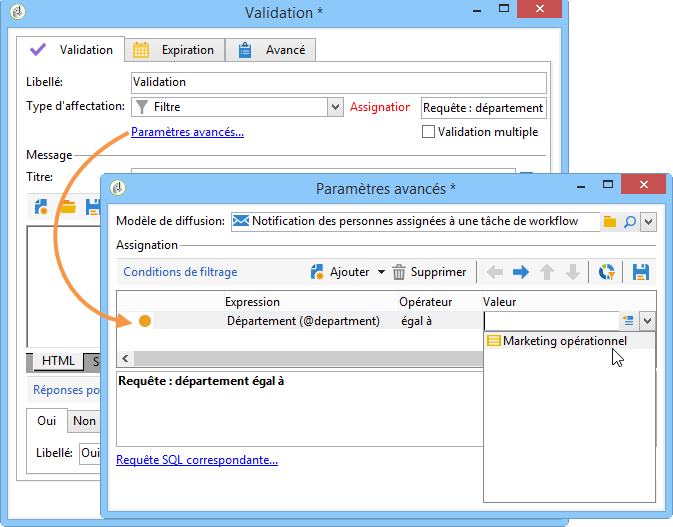 Validation *
Validation Expiration Avancé
Libellé: Validation
Type d'affectation: Filtre Assignation Requête : département
Paramètres avancés... Validation multiple
Message
Titre:
HTML S
Réponses po
Oui Non
Libellé: Oui
Paramètres avancés *
Modèle de diffusion: Notification des personnes assignées à une tâche de workflow
Assignation
Conditions de filtrage Ajouter Supprimer
Expression Opérateur Valeur
Département (@department) égal à
Marketing opérationnel
Requête : département égal à
Requête SQL correspondante...